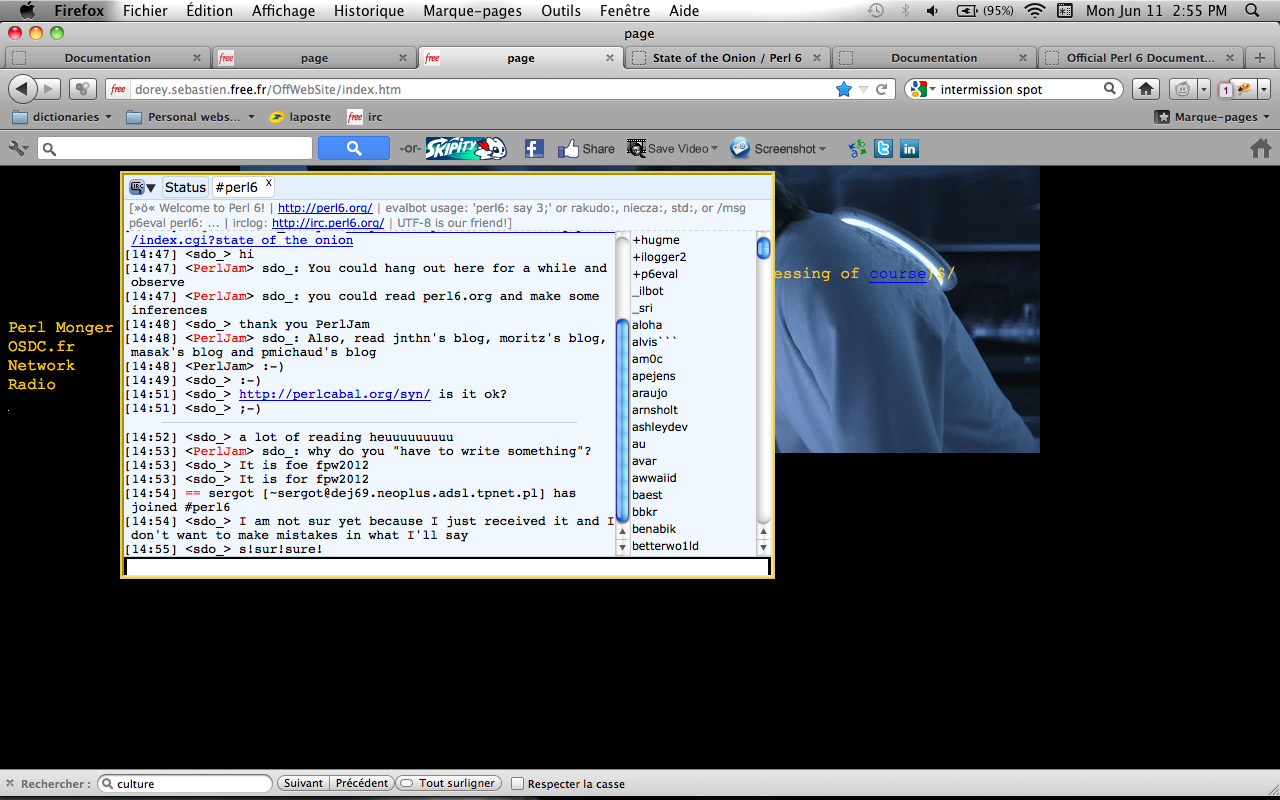 Firefox Fichier Édition Affichage Historique Marque-pages Outils Fenêtre Aide (95%) Mon Jun 11 2:55 PM
page
Documentation page page State of the Onion / Perl 6 Documentation Official Perl 6 Document...
free dorey.sebastien.free.fr/OffWebSite/index.htm intermission spot 1
dictionaries Personal webs... laposte free irc Marque-pages
-or- SKIPITY Share Save Video Screenshot
IRC Status #perl6 x
[»ö« Welcome to Perl 6! | http://perl6.org/ | evalbot usage: 'perl6: say 3;' or rakudo:, niecza:, std:, or /msg
p6eval perl6: ... | irclog: http://irc.perl6.org/ | UTF-8 is our friend!]
/index.cgi?state of the onion
[14:47] <sdo_> hi
[14:47] <PerlJam> sdo_: You could hang out here for a while and
observe
[14:47] <PerlJam> sdo_: you could read perl6.org and make some
inferences
[14:48] <sdo_> thank you PerlJam
[14:48] <PerlJam> sdo_: Also, read jnthn's blog, moritz's blog,
masak's blog and pmichaud's blog
[14:48] <PerlJam> :-)
[14:49] <sdo_> :-)
[14:51] <sdo_> http://perlcabal.org/syn/ is it ok?
[14:51] <sdo_> ;-)
[14:52] <sdo_> a lot of reading heuuuuuuuuu
[14:53] <PerlJam> sdo_: why do you "have to write something"?
[14:53] <sdo_> It is foe fpw2012
[14:53] <sdo_> It is for fpw2012
[14:54] == sergot [~sergot@dej69.neoplus.adsl.tpnet.pl] has
joined #perl6
[14:54] <sdo_> I am not sur yet because I just received it and I
don't want to make mistakes in what I'll say
[14:55] <sdo_> s!sur!sure!
+hugme
+ilogger2
+p6eval
_ilbot
_sri
aloha
alvis```
am0c
apejens
araujo
arnsholt
ashleydev
au
avar
awwaiid
baest
bbkr
benabik
betterwo1ld
essing of course)$/
Perl Monger
OSDC.fr
Network
Radio
Rechercher : culture Suivant Précédent Tout surligner Respecter la casse